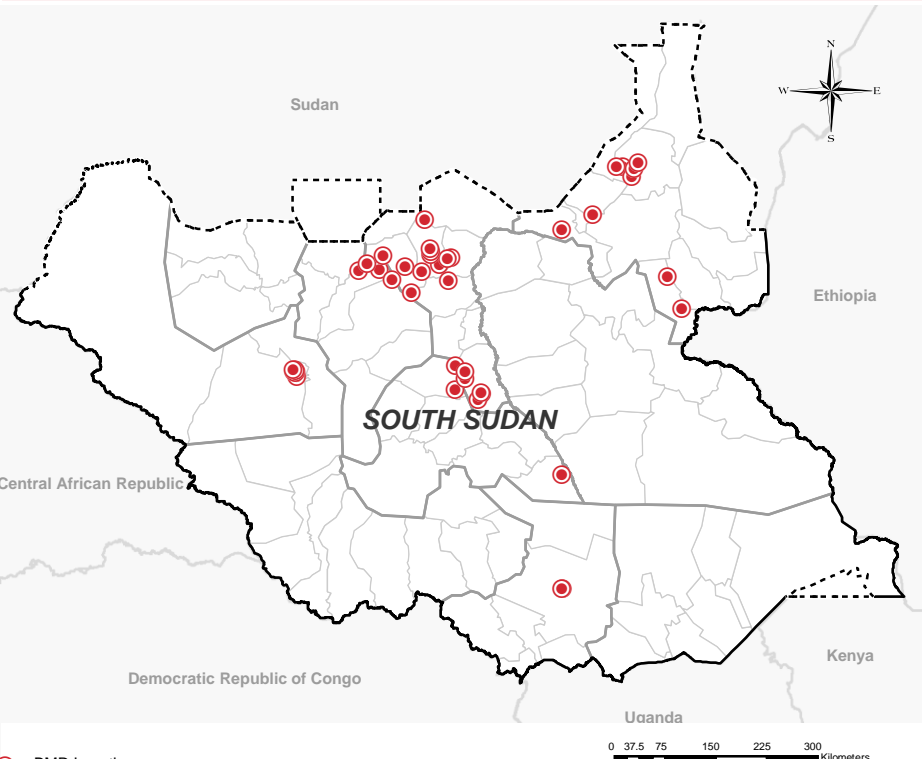 N
W E
S
Sudan
Ethiopia
SOUTH SUDAN
Central African Republic
Democratic Republic of Congo
Kenya
Uganda
0 37.5 75 150 225 300
Kilometers